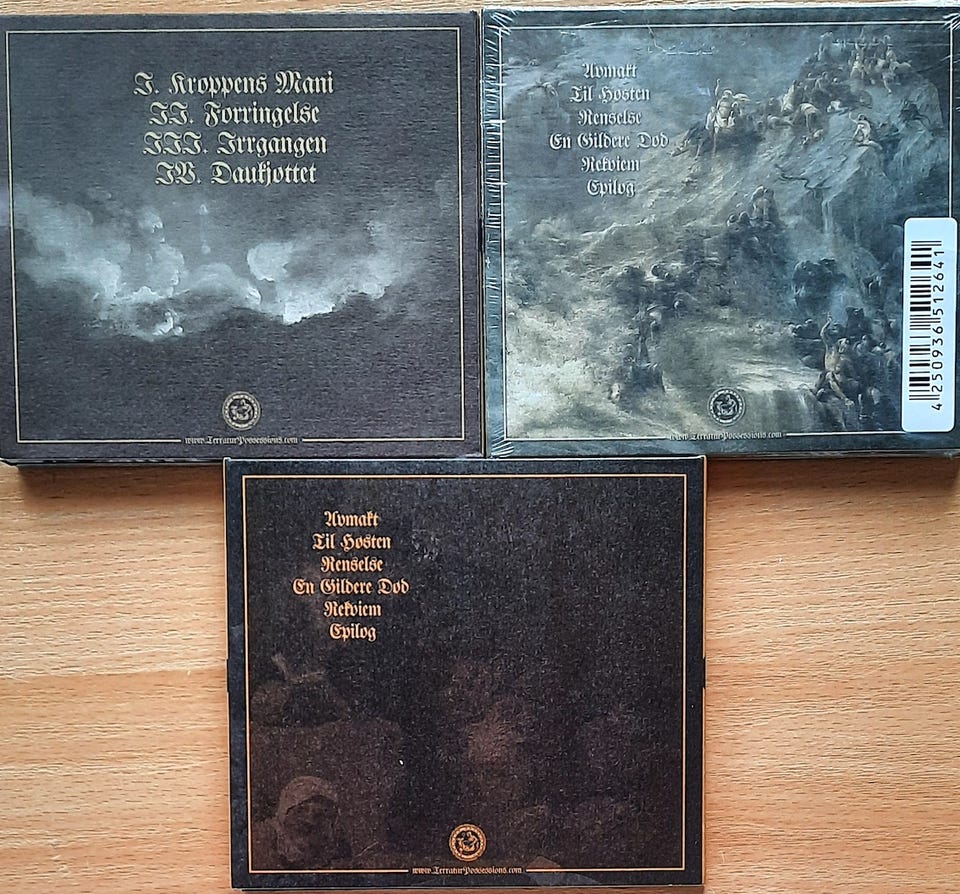 I. Kroppens Mani
II. Forringelse
III. Irrgangen
IV. Daukjøttet
www.TerraturPossessions.com
Avmakt
Til Høsten
Renselse
En Gildere Død
Rekviem
Epilog
www.TerraturPossessions.com
4 250936 512641
Avmakt
Til Høsten
Renselse
En Gildere Død
Rekviem
Epilog
www.TerraturPossessions.com